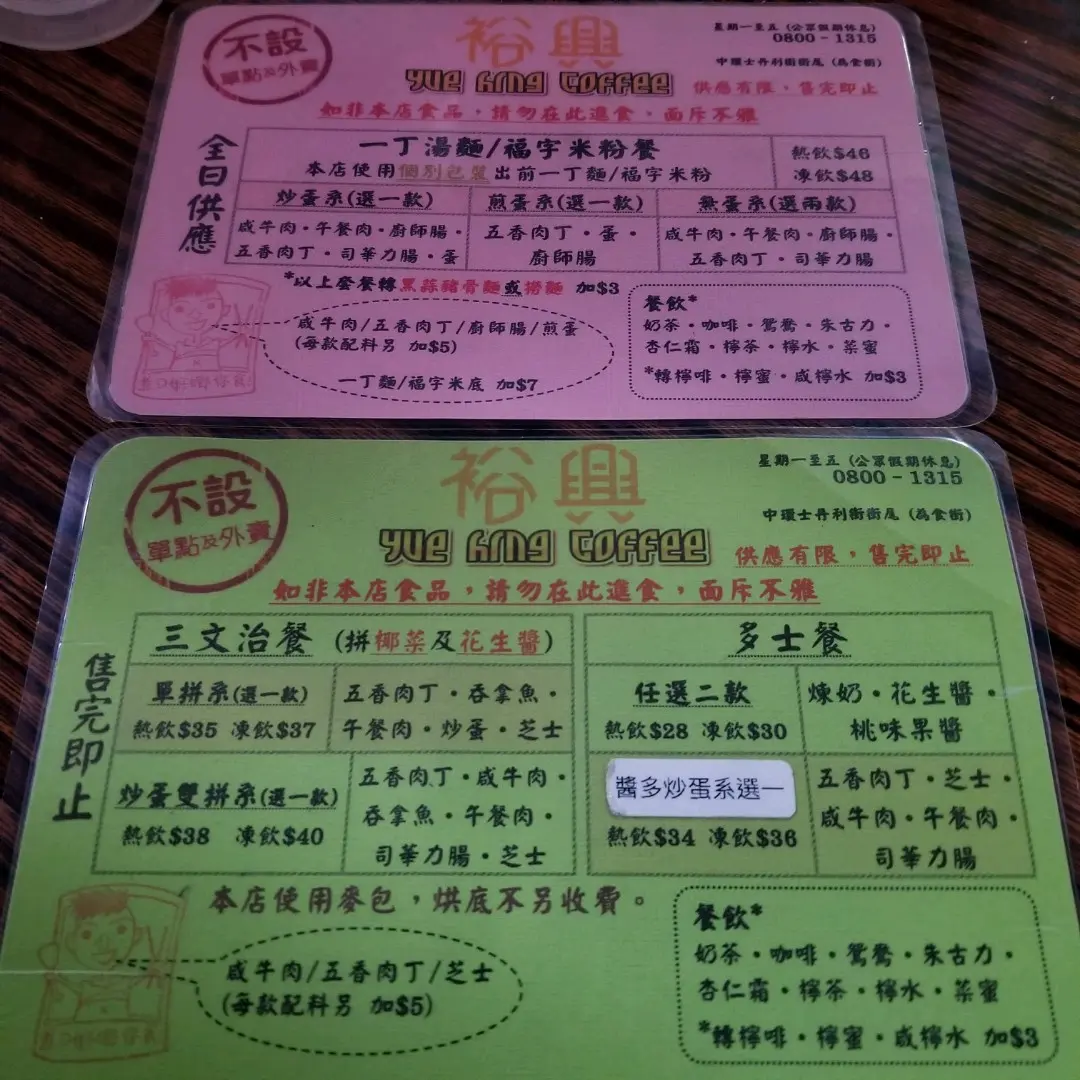 不設
單點及外賣
裕興
YUE HING COFFEE
星期一至五 (公眾假期休息)
0800 - 1315
中環士丹利街街尾 (為食街)
供應有限，售完即止
如非本店食品，請勿在此進食，面斥不雅
全日供應
一丁湯麵/福字米粉餐
本店使用個別包裝出前一丁麵/福字米粉
熱飲$46
凍飲$48
炒蛋系(選一款)
咸牛肉·午餐肉·廚師腸·
五香肉丁·司華力腸·蛋
煎蛋系(選一款)
五香肉丁·蛋·
廚師腸
無蛋系(選兩款)
咸牛肉·午餐肉·廚師腸·
五香肉丁·司華力腸
*以上套餐轉黑蒜豬骨麵或撈麵 加$3
咸牛肉/五香肉丁/廚師腸/煎蛋
(每款配料另 加$5)
一丁麵/福字米底 加$7
餐飲*
奶茶·咖啡·鴛鴦·朱古力·
杏仁霜·檸茶·檸水·菜蜜
*轉檸啡·檸蜜·咸檸水 加$3
不設
單點及外賣
裕興
YUE HING COFFEE
星期一至五 (公眾假期休息)
0800 - 1315
中環士丹利街街尾 (為食街)
供應有限，售完即止
如非本店食品，請勿在此進食，面斥不雅
售完即止
三文治餐 (拼椰菜及花生醬)
單拼系(選一款)
熱飲$35 凍飲$37
五香肉丁·吞拿魚·
午餐肉·炒蛋·芝士
炒蛋雙拼系(選一款)
熱飲$38 凍飲$40
五香肉丁·咸牛肉·
吞拿魚·午餐肉·
司華力腸·芝士
多士餐
任選二款
熱飲$28 凍飲$30
煉奶·花生醬·
桃味果醬
醬多炒蛋系選一
熱飲$34 凍飲$36
五香肉丁·芝士·
咸牛肉·午餐肉·
司華力腸
本店使用麥包，烘底不另收費。
咸牛肉/五香肉丁/芝士
(每款配料另 加$5)
餐飲*
奶茶·咖啡·鴛鴦·朱古力·
杏仁霜·檸茶·檸水·菜蜜
*轉檸啡·檸蜜·咸檸水 加$3